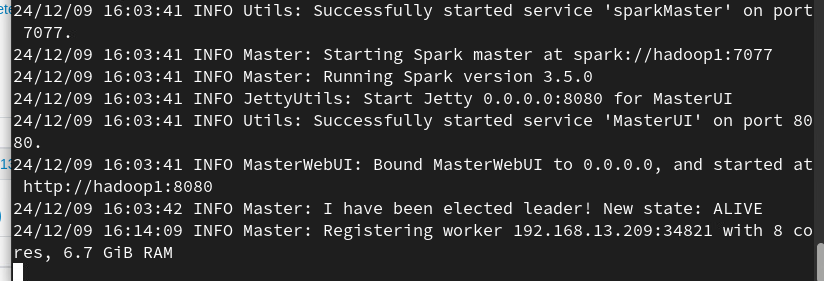 24/12/09 16:03:41 INFO Utils: Successfully started service 'sparkMaster' on port
7077.
24/12/09 16:03:41 INFO Master: Starting Spark master at spark://hadoop1:7077
24/12/09 16:03:41 INFO Master: Running Spark version 3.5.0
24/12/09 16:03:41 INFO JettyUtils: Start Jetty 0.0.0.0:8080 for MasterUI
24/12/09 16:03:41 INFO Utils: Successfully started service 'MasterUI' on port 80
80.
24/12/09 16:03:41 INFO MasterWebUI: Bound MasterWebUI to 0.0.0.0, and started at
http://hadoop1:8080
24/12/09 16:03:42 INFO Master: I have been elected leader! New state: ALIVE
24/12/09 16:14:09 INFO Master: Registering worker 192.168.13.209:34821 with 8 co
res, 6.7 GiB RAM